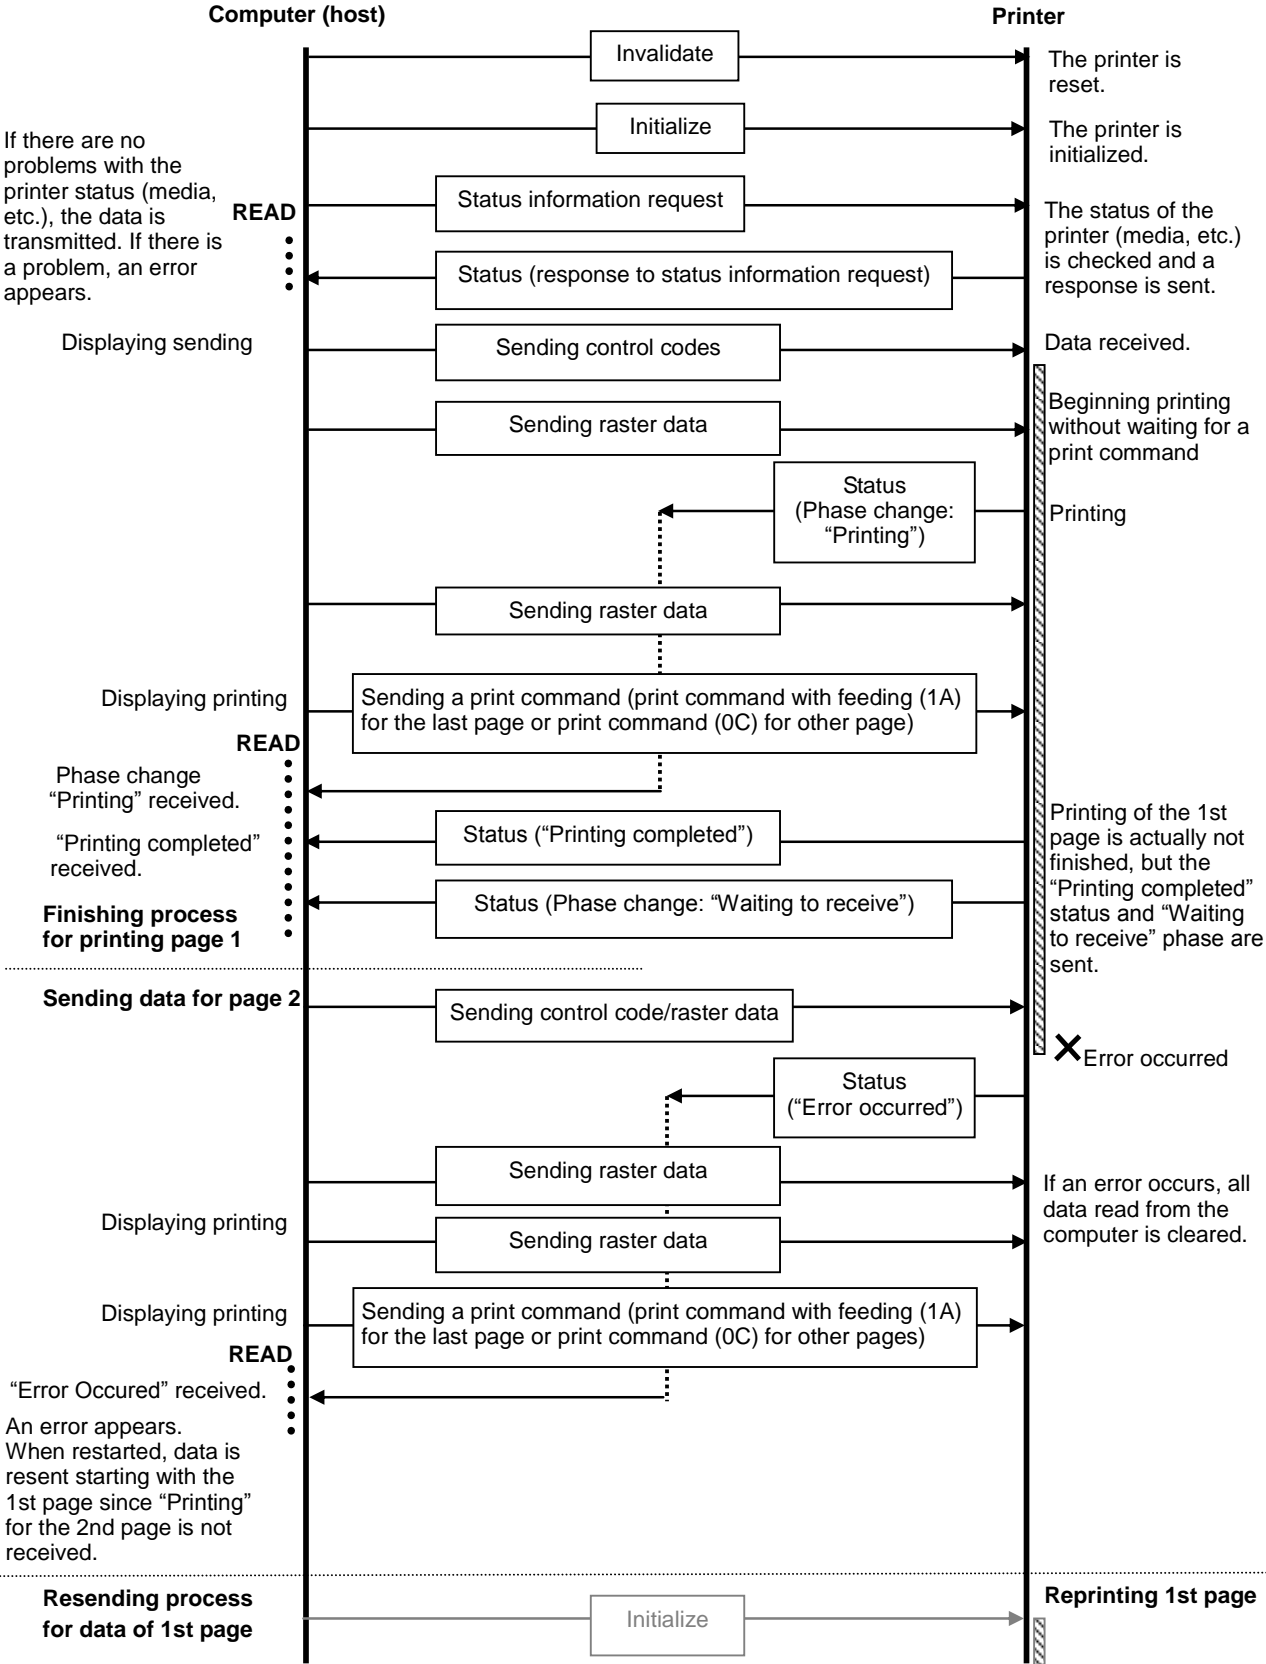 Computer (host)
Printer
Invalidate
The printer is
reset.
Initialize
The printer is
initialized.
If there are no
problems with the
printer status (media,
etc.), the data is
transmitted. If there is
a problem, an error
appears.
READ
Status information request
The status of the
printer (media, etc.)
is checked and a
response is sent.
Status (response to status information request)
Displaying sending
Sending control codes
Data received.
Sending raster data
Beginning printing
without waiting for a
print command
Status
(Phase change:
“Printing”)
Printing
Sending raster data
Displaying printing
Sending a print command (print command with feeding (1A)
for the last page or print command (0C) for other page)
READ
Phase change
“Printing” received.
“Printing completed”
received.
Status (“Printing completed”)
Printing of the 1st
page is actually not
finished, but the
“Printing completed”
status and “Waiting
to receive” phase are
sent.
Status (Phase change: “Waiting to receive”)
Finishing process
for printing page 1
Sending data for page 2
Sending control code/raster data
Error occurred
Status
(“Error occurred”)
Sending raster data
If an error occurs, all
data read from the
computer is cleared.
Displaying printing
Sending raster data
Displaying printing
Sending a print command (print command with feeding (1A)
for the last page or print command (0C) for other pages)
READ
“Error Occured” received.
An error appears.
When restarted, data is
resent starting with the
1st page since “Printing”
for the 2nd page is not
received.
Resending process
for data of 1st page
Initialize
Reprinting 1st page